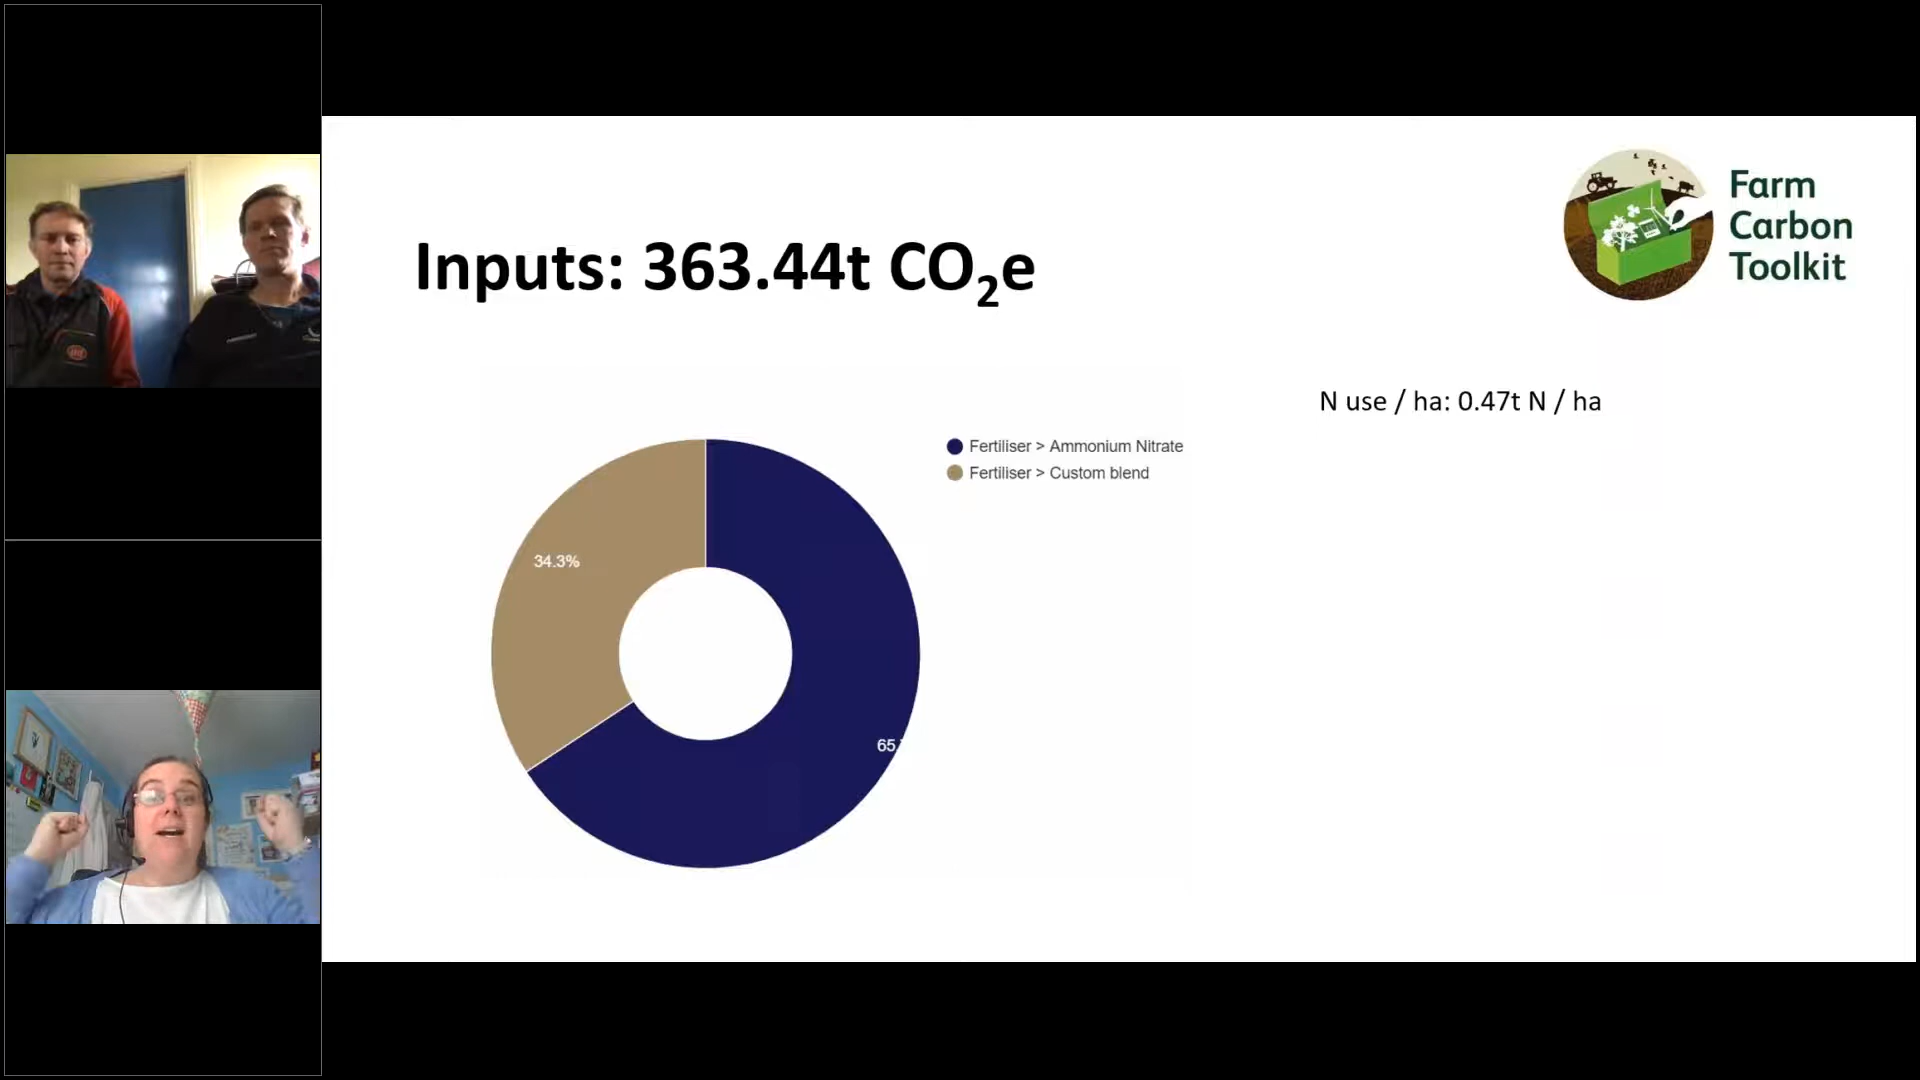 Inputs: 363.44t CO₂e
Farm
Carbon
Toolkit
N use / ha: 0.47t N / ha
Fertiliser > Ammonium Nitrate
Fertiliser > Custom blend
34.3%
65